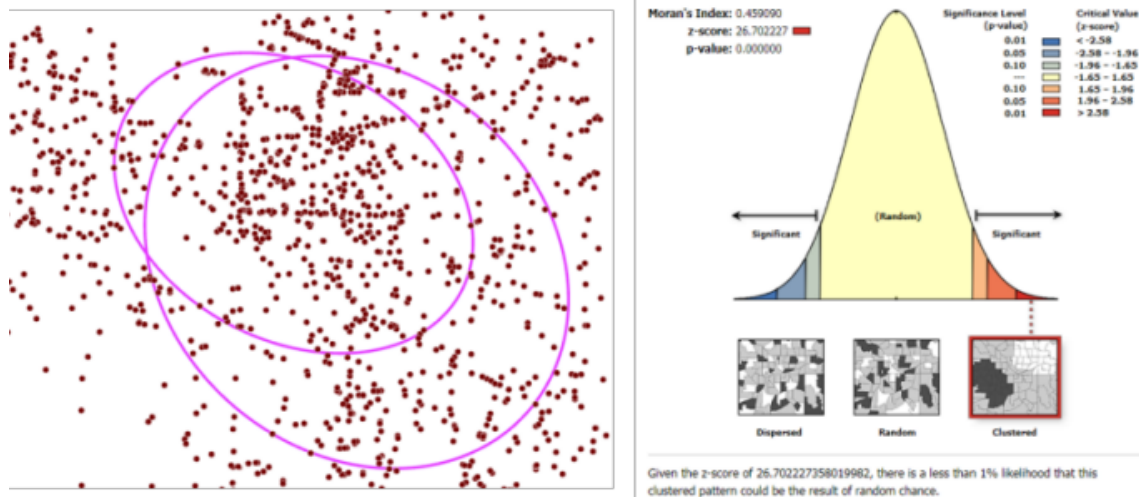 Moran's Index: 0.459090
z-score: 26.702227
p-value: 0.000000
Significance Level (p-value)
Critical Value (z-score)
0.01 < -2.58
0.05 -2.58 - -1.96
0.10 -1.96 - -1.65
--- -1.65 - 1.65
0.10 1.65 - 1.96
0.05 1.96 - 2.58
0.01 > 2.58
(Random)
Significant
Significant
Dispersed
Random
Clustered
Given the z-score of 26.702227358019982, there is a less than 1% likelihood that this
clustered pattern could be the result of random chance.